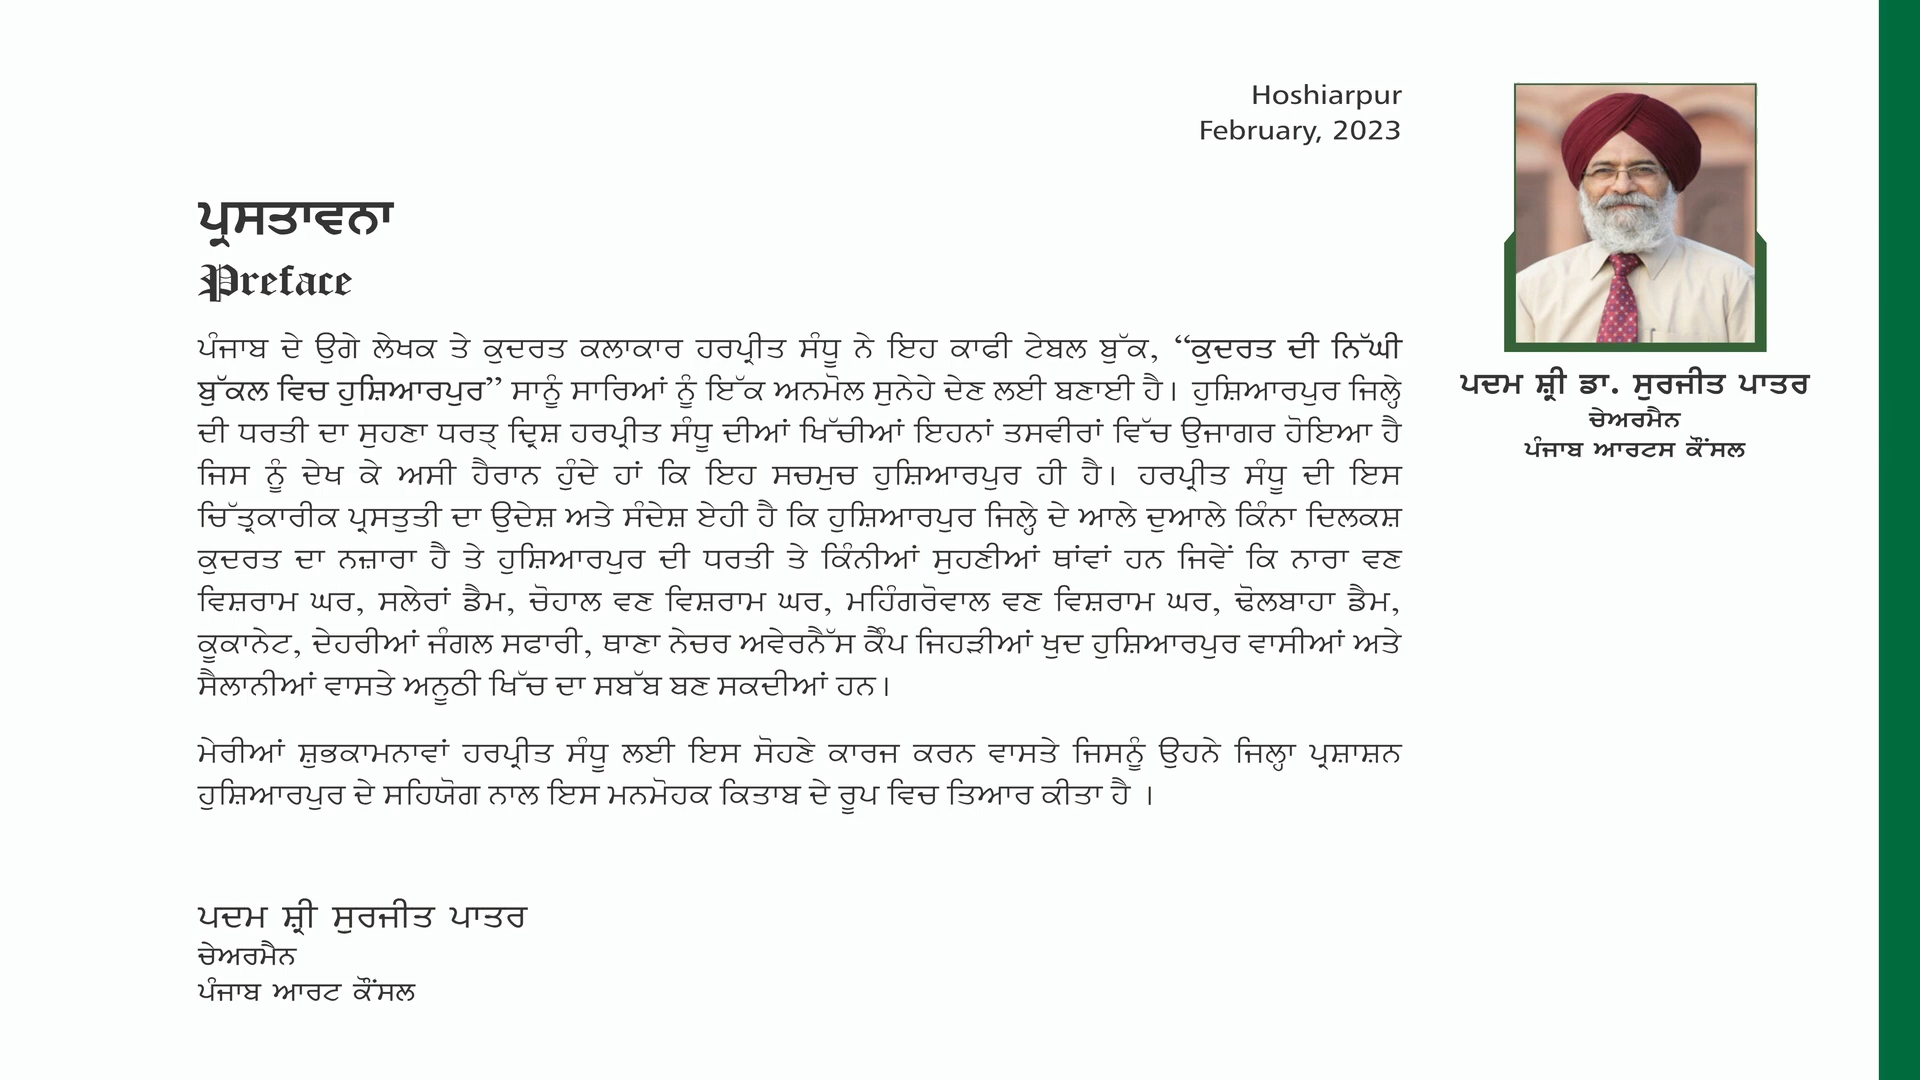 Hoshiarpur
February, 2023
ਪ੍ਰਸਤਾਵਨਾ
Preface
ਪੰਜਾਬ ਦੇ ਉਗੇ ਲੇਖਕ ਤੇ ਕੁਦਰਤ ਕਲਾਕਾਰ ਹਰਪ੍ਰੀਤ ਸੰਧੂ ਨੇ ਇਹ ਕਾਫੀ ਟੇਬਲ ਬੁੱਕ, “ਕੁਦਰਤ ਦੀ ਨਿੱਘੀ
ਬੁੱਕਲ ਵਿਚ ਹੁਸ਼ਿਆਰਪੁਰ” ਸਾਨੂੰ ਸਾਰਿਆਂ ਨੂੰ ਇੱਕ ਅਨਮੋਲ ਸੁਨੇਹੇ ਦੇਣ ਲਈ ਬਣਾਈ ਹੈ। ਹੁਸ਼ਿਆਰਪੁਰ ਜਿਲ੍ਹੇ
ਦੀ ਧਰਤੀ ਦਾ ਸੁਹਣਾ ਧਰਤ੍ ਦ੍ਰਿਸ਼ ਹਰਪ੍ਰੀਤ ਸੰਧੂ ਦੀਆਂ ਖਿੱਚੀਆਂ ਇਹਨਾਂ ਤਸਵੀਰਾਂ ਵਿੱਚ ਉਜਾਗਰ ਹੋਇਆ ਹੈ
ਜਿਸ ਨੂੰ ਦੇਖ ਕੇ ਅਸੀ ਹੈਰਾਨ ਹੁੰਦੇ ਹਾਂ ਕਿ ਇਹ ਸਚਮੁਚ ਹੁਸ਼ਿਆਰਪੁਰ ਹੀ ਹੈ। ਹਰਪ੍ਰੀਤ ਸੰਧੂ ਦੀ ਇਸ
ਚਿੱਤ੍ਰਕਾਰੀਕ ਪ੍ਰਸਤੁਤੀ ਦਾ ਉਦੇਸ਼ ਅਤੇ ਸੰਦੇਸ਼ ਏਹੀ ਹੈ ਕਿ ਹੁਸ਼ਿਆਰਪੁਰ ਜਿਲ੍ਹੇ ਦੇ ਆਲੇ ਦੁਆਲੇ ਕਿੰਨਾ ਦਿਲਕਸ਼
ਕੁਦਰਤ ਦਾ ਨਜ਼ਾਰਾ ਹੈ ਤੇ ਹੁਸ਼ਿਆਰਪੁਰ ਦੀ ਧਰਤੀ ਤੇ ਕਿੰਨੀਆਂ ਸੁਹਣੀਆਂ ਥਾਂਵਾਂ ਹਨ ਜਿਵੇਂ ਕਿ ਨਾਰਾ ਵਣ
ਵਿਸ਼ਰਾਮ ਘਰ, ਸਲੇਰਾਂ ਡੈਮ, ਚੋਹਾਲ ਵਣ ਵਿਸ਼ਰਾਮ ਘਰ, ਮਹਿੰਗਰੋਵਾਲ ਵਣ ਵਿਸ਼ਰਾਮ ਘਰ, ਢੋਲਬਾਹਾ ਡੈਮ,
ਕੂਕਾਨੇਟ, ਦੇਹਰੀਆਂ ਜੰਗਲ ਸਫਾਰੀ, ਥਾਣਾ ਨੇਚਰ ਅਵੇਰਨੈੱਸ ਕੈਂਪ ਜਿਹੜੀਆਂ ਖੁਦ ਹੁਸ਼ਿਆਰਪੁਰ ਵਾਸੀਆਂ ਅਤੇ
ਸੈਲਾਨੀਆਂ ਵਾਸਤੇ ਅਨੂਠੀ ਖਿੱਚ ਦਾ ਸਬੱਬ ਬਣ ਸਕਦੀਆਂ ਹਨ।
ਮੇਰੀਆਂ ਸ਼ੁਭਕਾਮਨਾਵਾਂ ਹਰਪ੍ਰੀਤ ਸੰਧੂ ਲਈ ਇਸ ਸੋਹਣੇ ਕਾਰਜ ਕਰਨ ਵਾਸਤੇ ਜਿਸਨੂੰ ਉਹਨੇ ਜਿਲ੍ਹਾ ਪ੍ਰਸ਼ਾਸ਼ਨ
ਹੁਸ਼ਿਆਰਪੁਰ ਦੇ ਸਹਿਯੋਗ ਨਾਲ ਇਸ ਮਨਮੋਹਕ ਕਿਤਾਬ ਦੇ ਰੂਪ ਵਿਚ ਤਿਆਰ ਕੀਤਾ ਹੈ ।
ਪਦਮ ਸ਼੍ਰੀ ਸੁਰਜੀਤ ਪਾਤਰ
ਚੇਅਰਮੈਨ
ਪੰਜਾਬ ਆਰਟ ਕੌਂਸਲ
ਪਦਮ ਸ਼੍ਰੀ ਡਾ. ਸੁਰਜੀਤ ਪਾਤਰ
ਚੇਅਰਮੈਨ
ਪੰਜਾਬ ਆਰਟਸ ਕੌਂਸਲ